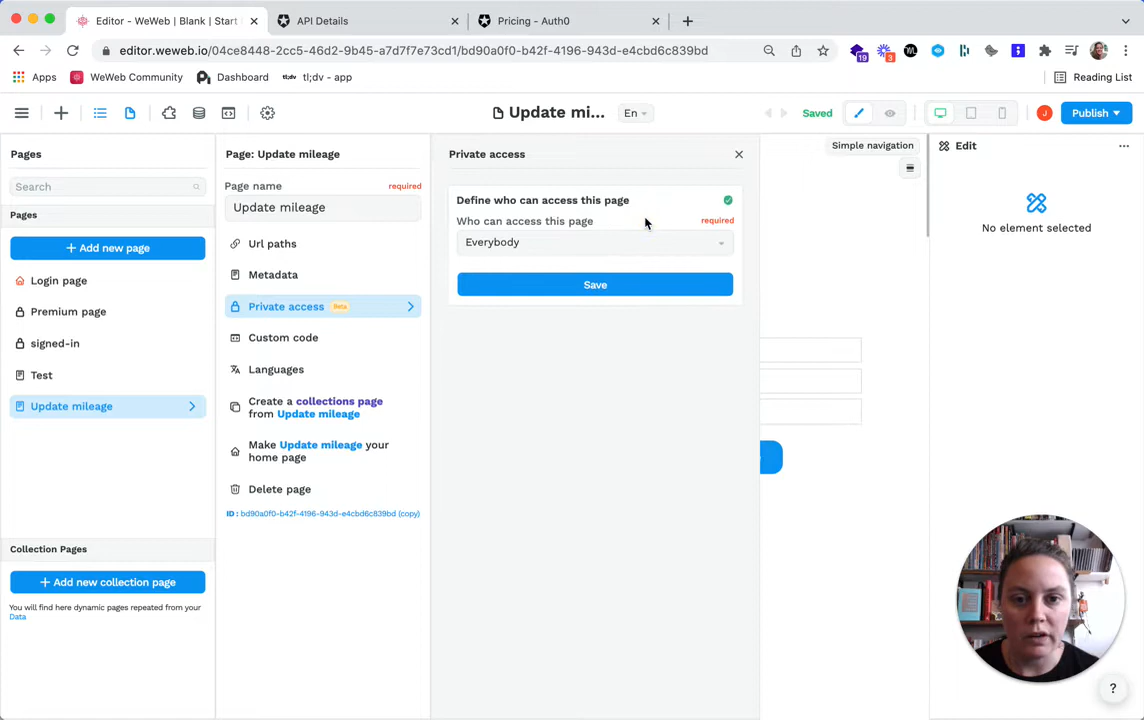 Editor - WeWeb | Blank | Start
API Details
Pricing - Auth0
editor.weweb.io/04ce8448-2cc5-46d2-9b45-a7d7f7e73cd1/bd90a0f0-b42f-4196-943d-e4cbd6c839bd
19
3
Apps
WeWeb Community
Dashboard
tl;dv
tl;dv - app
Reading List
Update mi...
En
Saved
J
Publish
Pages
Search
Pages
+ Add new page
Login page
Premium page
signed-in
Test
Update mileage
Collection Pages
+ Add new collection page
You will find here dynamic pages repeated from your
Data
Page: Update mileage
Page name
required
Update mileage
Url paths
Metadata
Private access
Beta
Custom code
Languages
Create a collections page
from Update mileage
Make Update mileage your
home page
Delete page
ID : bd90a0f0-b42f-4196-943d-e4cbd6c839bd (copy)
Private access
Define who can access this page
Who can access this page
required
Everybody
Save
Simple navigation
Edit
No element selected
?